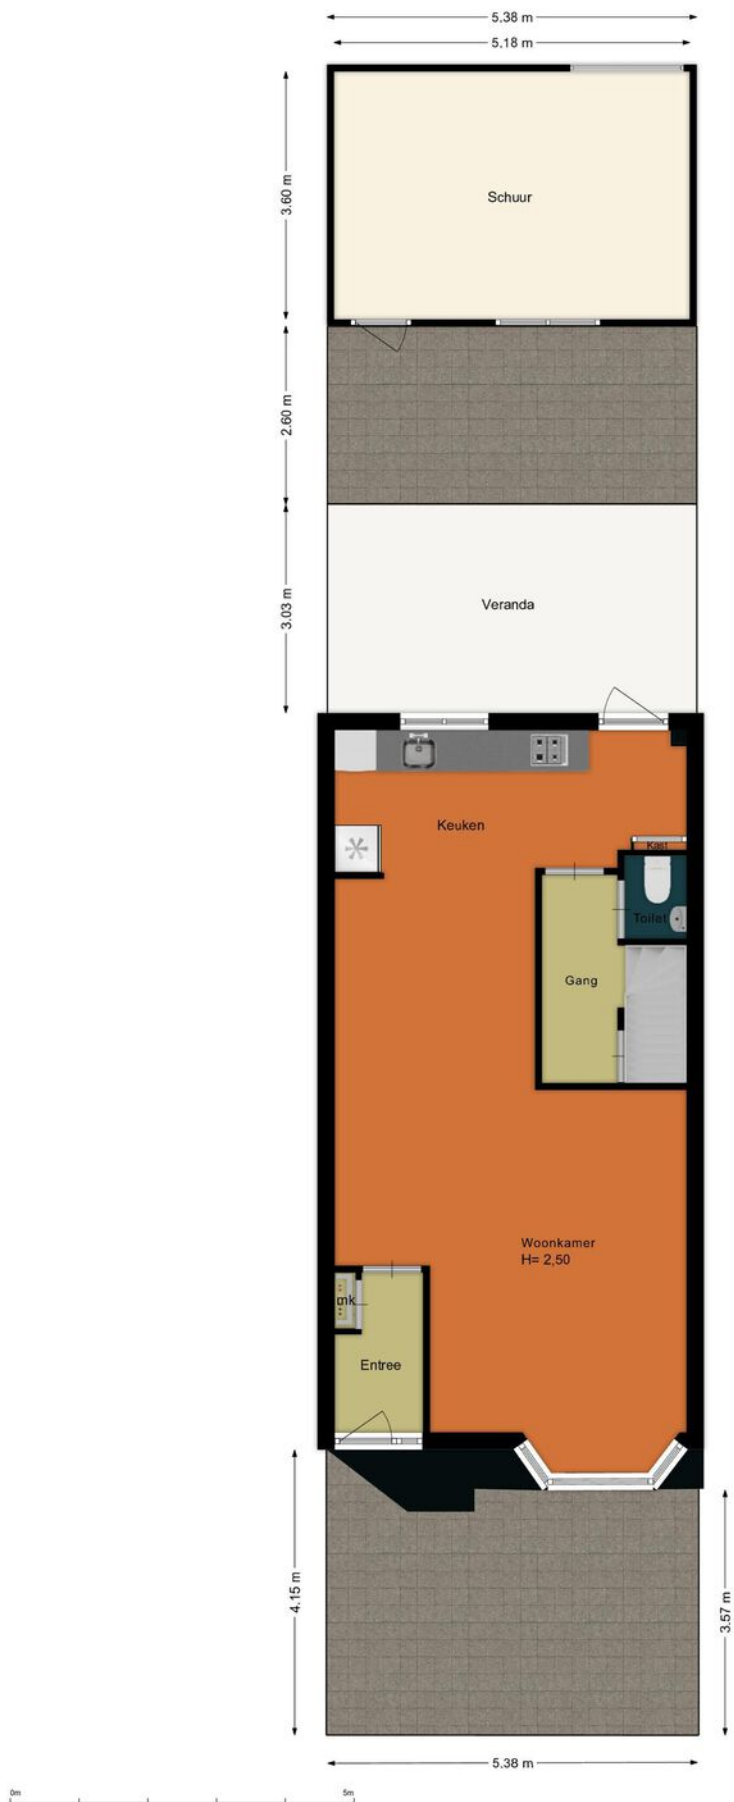 5.38 m
5.18 m
3.60 m
Schuur
2.60 m
3.03 m
Veranda
Keuken
Kast
Toilet
Gang
Woonkamer
H= 2,50
mk
Entree
4.15 m
3.57 m
5.38 m
0m
5m